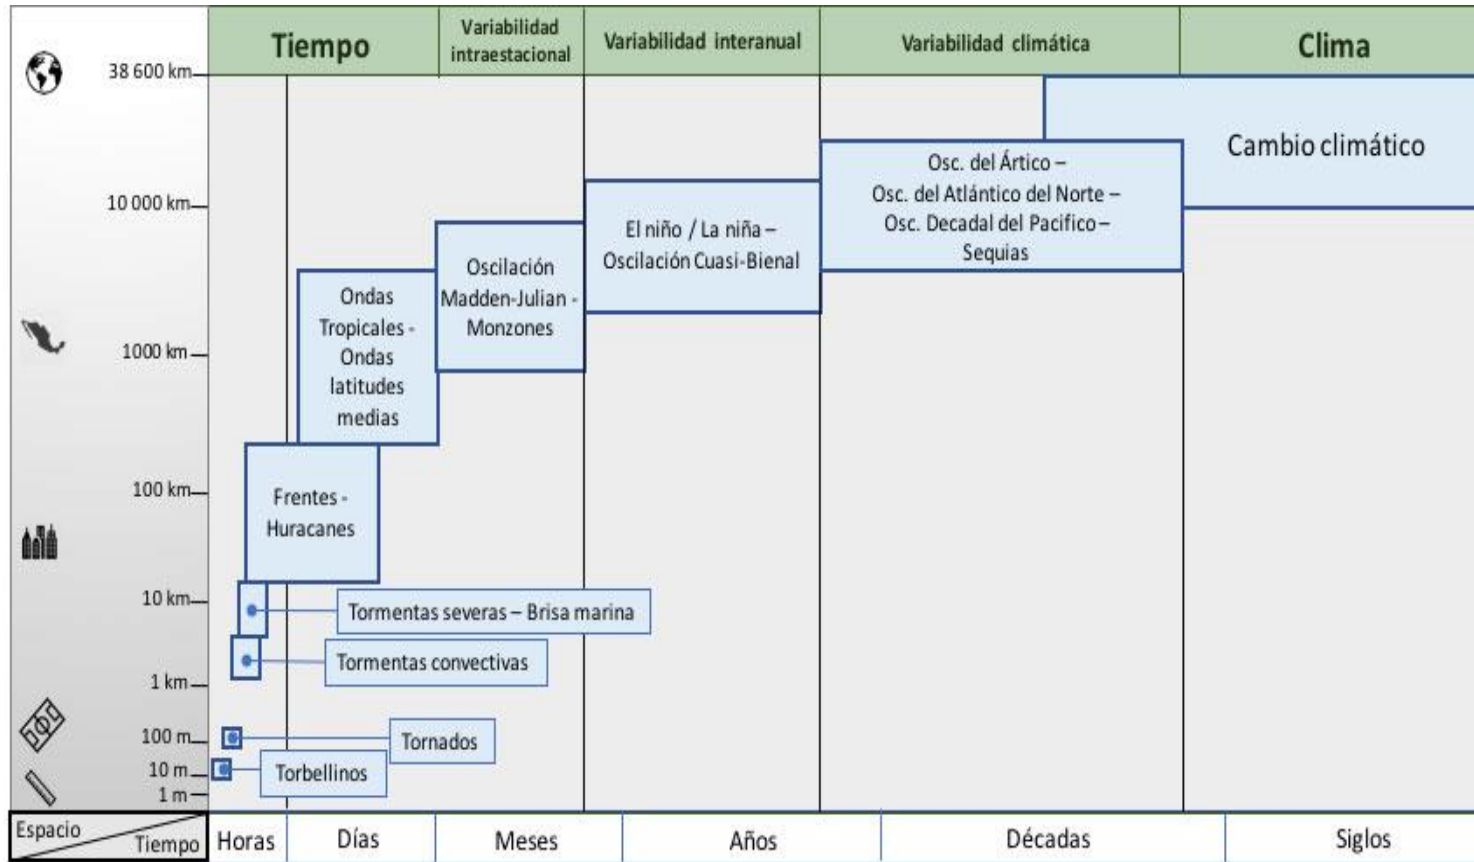 Tiempo
Variabilidad
intraestacional
Variabilidad interanual
Variabilidad climática
Clima
38 600 km
10 000 km
1000 km
100 km
10 km
1 km
100 m
10 m
1 m
Cambio climático
Osc. del Ártico –
Osc. del Atlántico del Norte –
Osc. Decadal del Pacifico –
Sequias
El niño / La niña –
Oscilación Cuasi-Bienal
Oscilación
Madden-Julian -
Monzones
Ondas
Tropicales -
Ondas
latitudes
medias
Frentes -
Huracanes
Tormentas severas – Brisa marina
Tormentas convectivas
Tornados
Torbellinos
Espacio
Tiempo
Horas
Días
Meses
Años
Décadas
Siglos